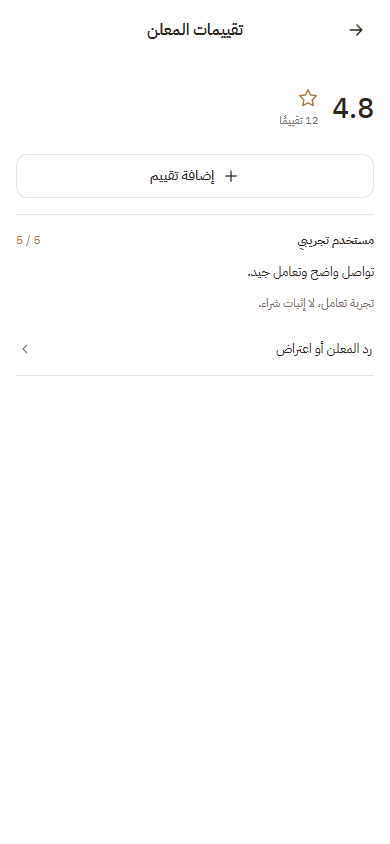 تقييمات المعلن
4.8
12 تقييمًا
إضافة تقييم
مستخدم تجريبي
5 / 5
تواصل واضح وتعامل جيد.
تجربة تعامل، لا إثبات شراء.
رد المعلن أو اعتراض